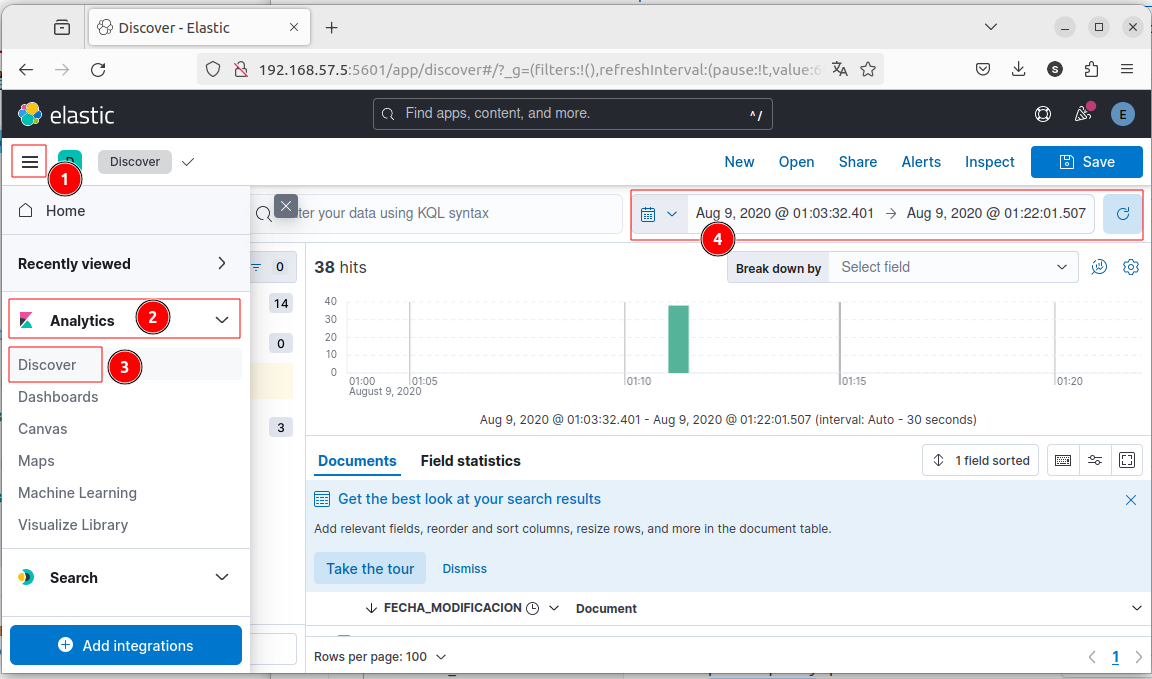 Discover - Elastic
192.168.57.5:5601/app/discover#/?_g=(filters:!(),refreshInterval:(pause:!t,value:6
S
elastic
Find apps, content, and more.
^/
E
D
Discover
New
Open
Share
Alerts
Inspect
Save
1
Home
ter your data using KQL syntax
Aug 9, 2020 @ 01:03:32.401 → Aug 9, 2020 @ 01:22:01.507
4
Recently viewed
0
38 hits
Break down by
Select field
14
Analytics
2
0
Discover
3
Dashboards
Canvas
3
Maps
Machine Learning
Visualize Library
40
30
20
10
0
01:00
August 9, 2020
01:05
01:10
01:15
01:20
Aug 9, 2020 @ 01:03:32.401 - Aug 9, 2020 @ 01:22:01.507 (interval: Auto - 30 seconds)
Documents
Field statistics
1 field sorted
Get the best look at your search results
Add relevant fields, reorder and sort columns, resize rows, and more in the document table.
Take the tour
Dismiss
Search
FECHA_MODIFICACION
Document
Add integrations
Rows per page: 100
1